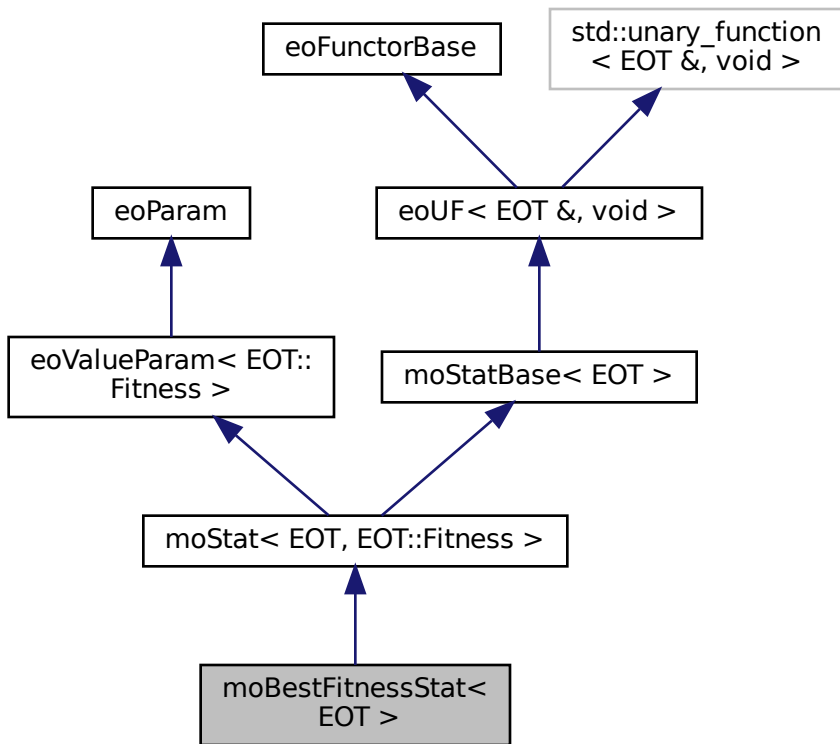 std::unary_function
< EOT &, void >
eoFunctorBase
eoParam
eoUF< EOT &, void >
eoValueParam< EOT::
Fitness >
moStatBase< EOT >
moStat< EOT, EOT::Fitness >
moBestFitnessStat<
EOT >